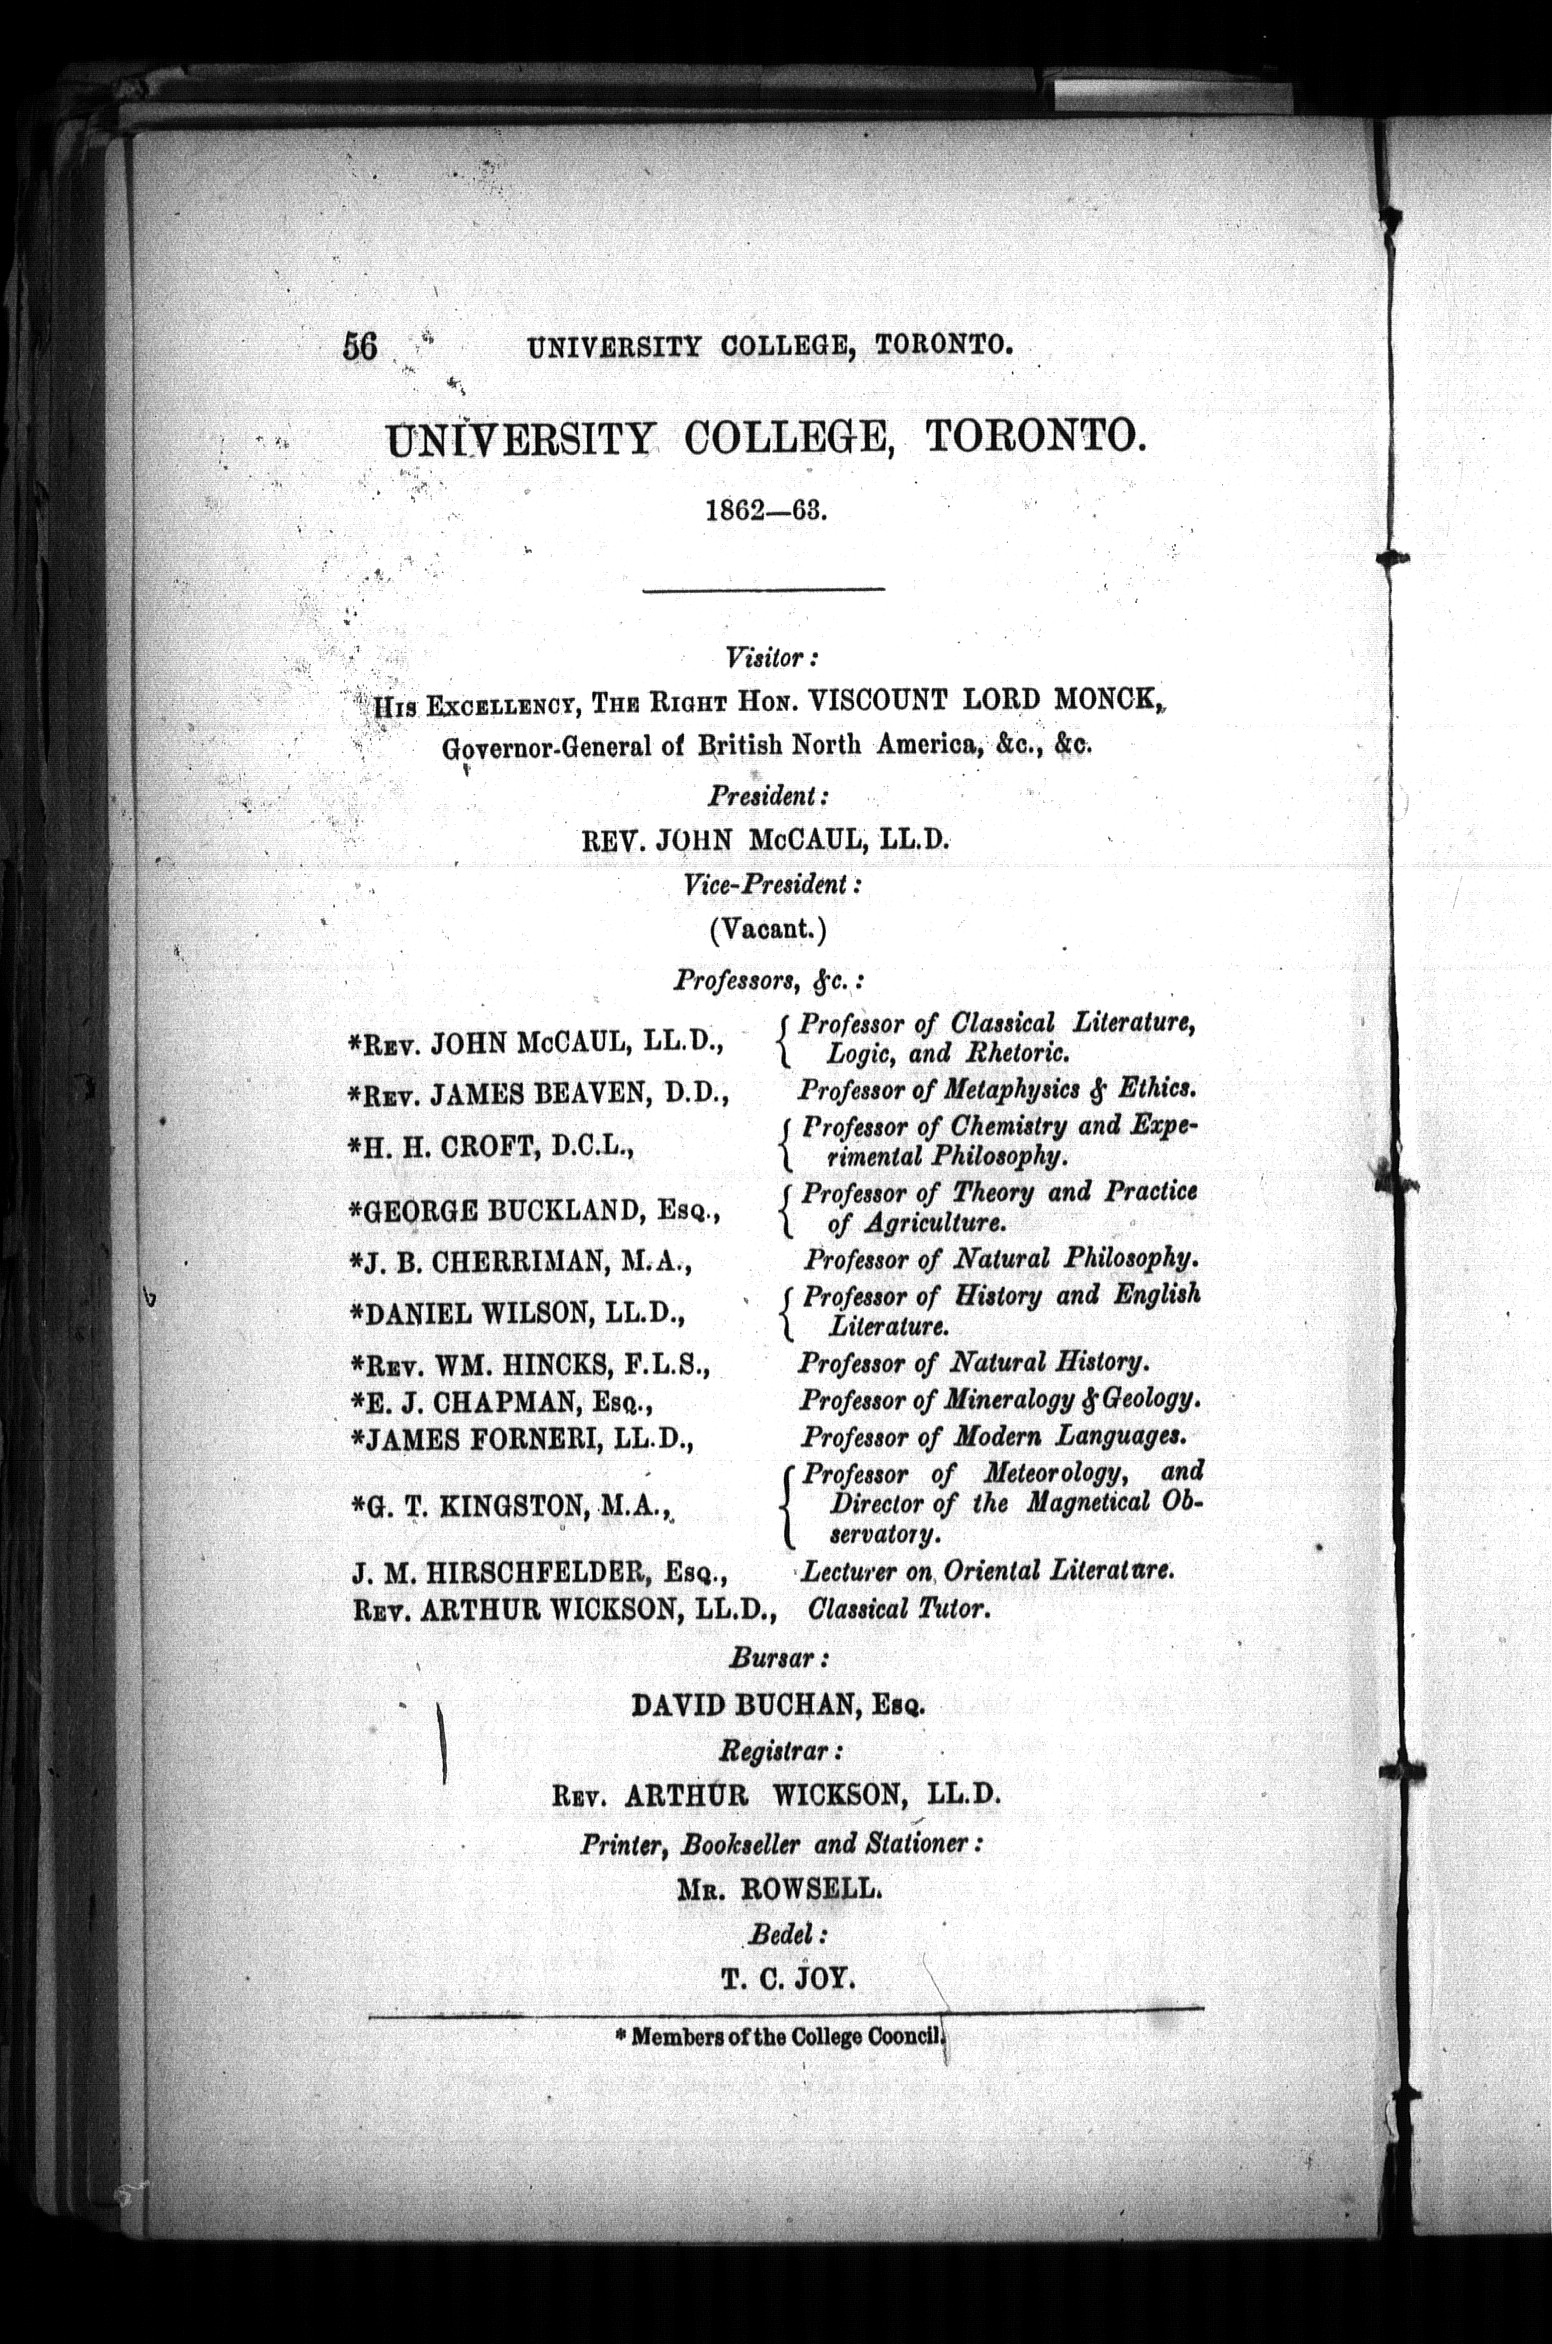 56 UNIVERSITY COLLEGE, TORONTO.
UNIVERSITY COLLEGE, TORONTO.
1862—63.
Visitor:
HIS EXCELLENCY, THE RIGHT HON. VISCOUNT LORD MONCK,
Governor-General of British North America, &c., &c.
President:
REV. JOHN McCAUL, LL.D.
Vice-President:
(Vacant.)
Professors, &c.:
*REV. JOHN McCAUL, LL.D., { Professor of Classical Literature,
Logic, and Rhetoric.
*REV. JAMES BEAVEN, D.D., Professor of Metaphysics & Ethics.
*H. H. CROFT, D.C.L., { Professor of Chemistry and Expe-
rimental Philosophy.
*GEORGE BUCKLAND, ESQ., { Professor of Theory and Practice
of Agriculture.
*J. B. CHERRIMAN, M.A., Professor of Natural Philosophy.
*DANIEL WILSON, LL.D., { Professor of History and English
Literature.
*REV. WM. HINCKS, F.L.S., Professor of Natural History.
*E. J. CHAPMAN, ESQ., Professor of Mineralogy & Geology.
*JAMES FORNERI, LL.D., Professor of Modern Languages.
*G. T. KINGSTON, M.A., { Professor of Meteorology, and
Director of the Magnetical Ob-
servatory.
J. M. HIRSCHFELDER, ESQ., Lecturer on Oriental Literature.
REV. ARTHUR WICKSON, LL.D., Classical Tutor.
Bursar:
DAVID BUCHAN, ESQ.
Registrar:
REV. ARTHUR WICKSON, LL.D.
Printer, Bookseller and Stationer:
MR. ROWSELL.
Bedel:
T. C. JOY.
* Members of the College Cooncil.